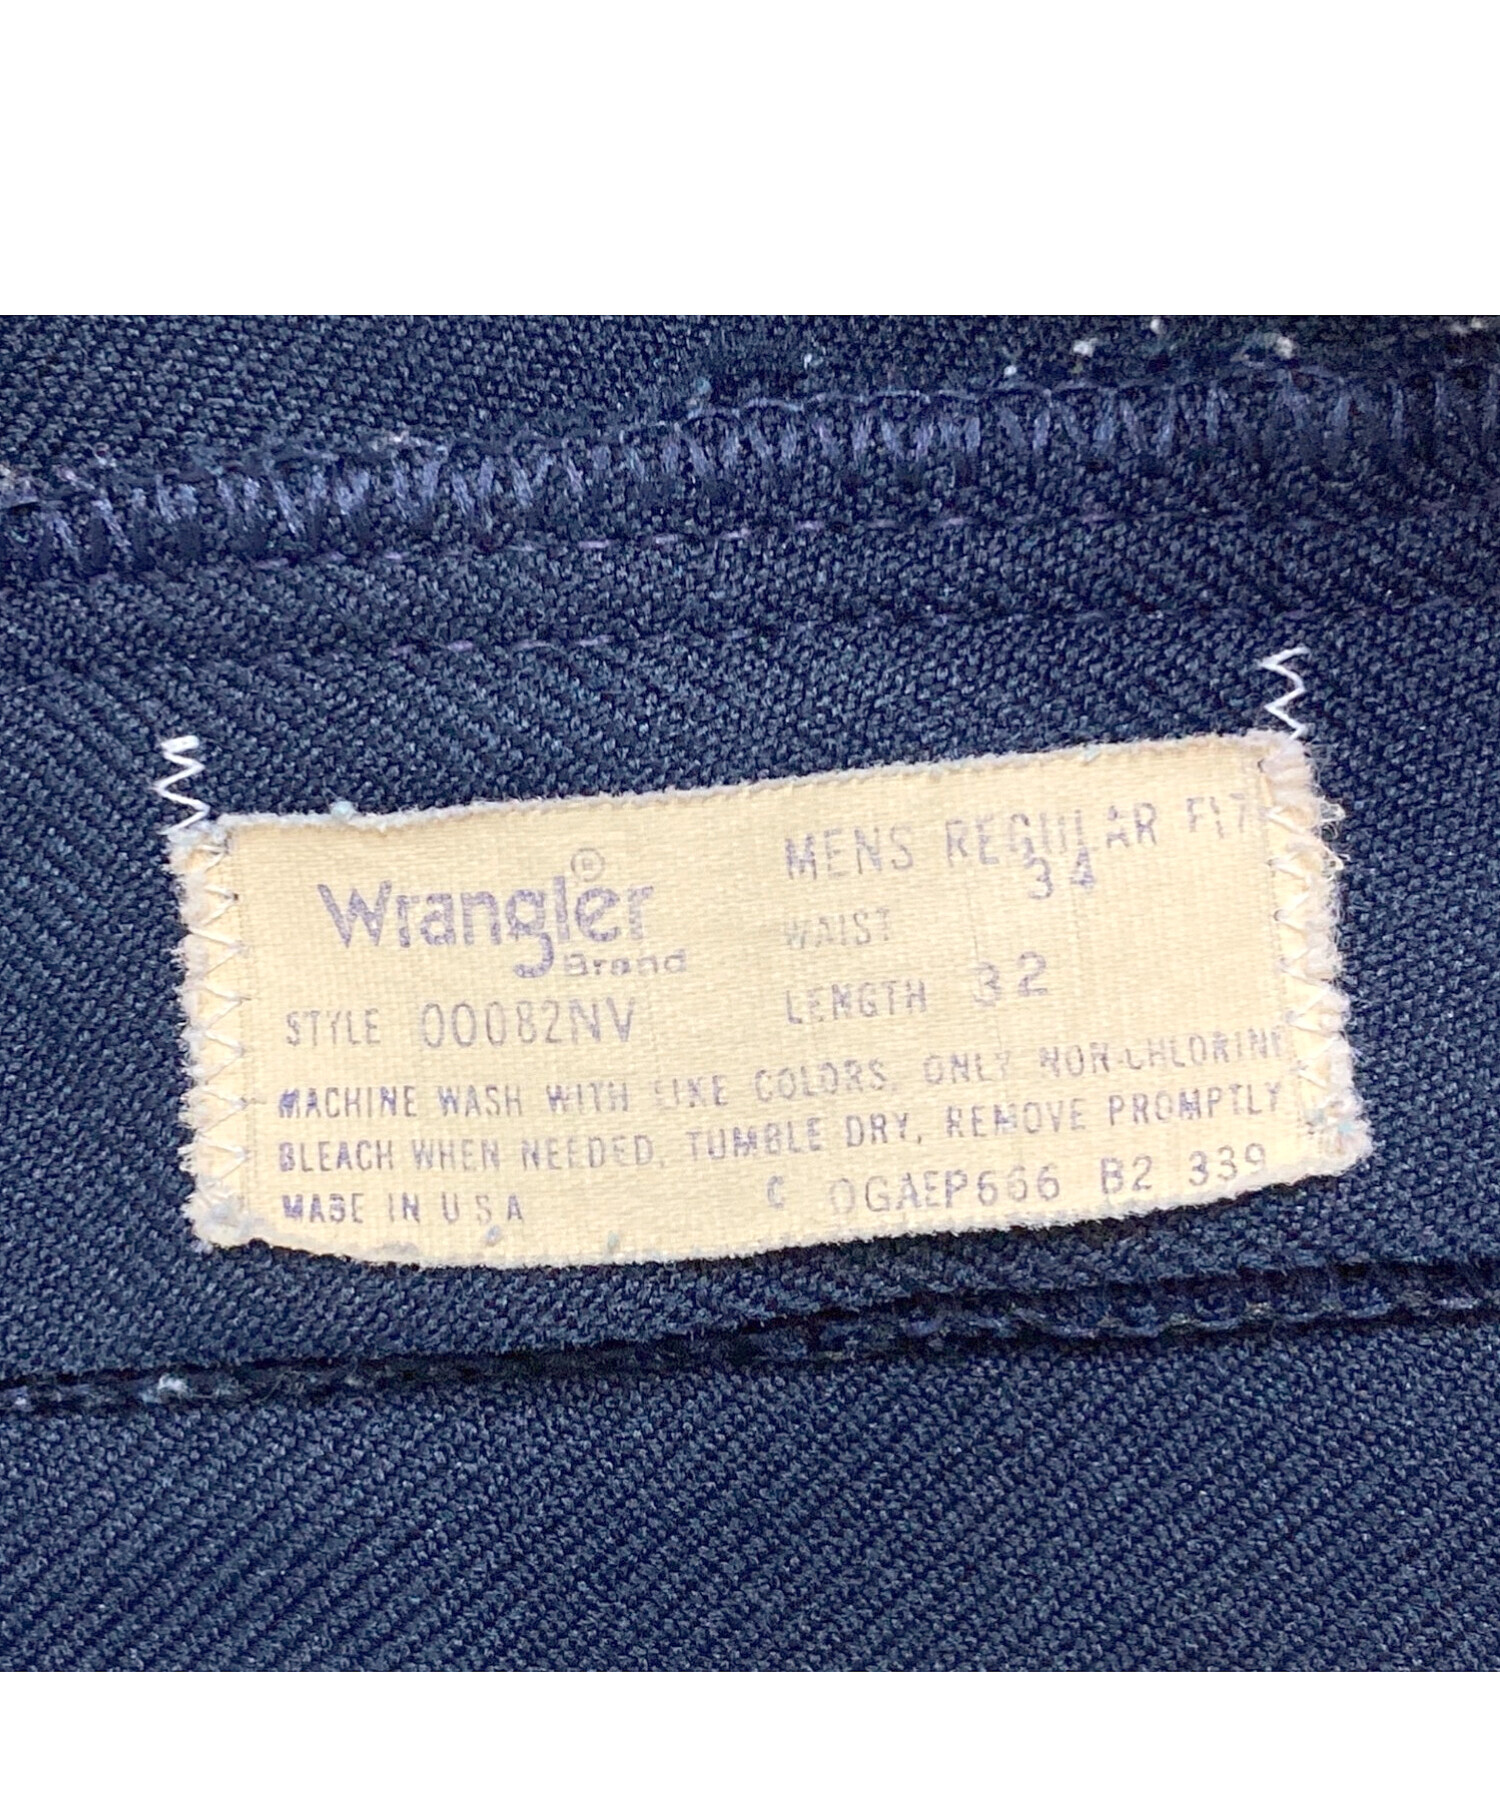 Wrangler ®
Brand
STYLE 00082NV
MENS REGULAR FIT
34
WAIST
LENGTH 32
MACHINE WASH WITH LIKE COLORS, ONLY NON-CHLORINE
BLEACH WHEN NEEDED, TUMBLE DRY, REMOVE PROMPTLY
MADE IN U S A C OGAEP666 B2 339